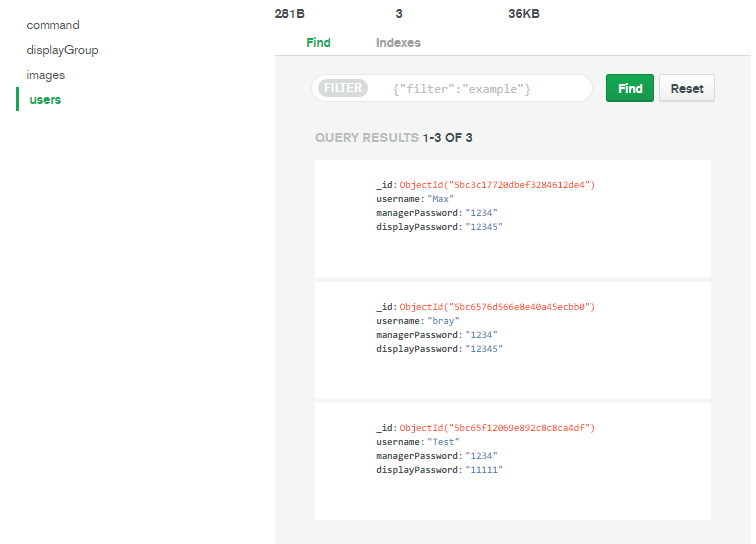 281B 3 36KB
command
displayGroup
images
users
Find Indexes
FILTER {"filter":"example"} Find Reset
QUERY RESULTS 1-3 OF 3
_id:ObjectId("5bc3c17720dbef3284612de4")
username:"Max"
managerPassword:"1234"
displayPassword:"12345"
_id:ObjectId("5bc6576d566e8e40a45ecbb0")
username:"bray"
managerPassword:"1234"
displayPassword:"12345"
_id:ObjectId("5bc65f12069e892c8c8ca4df")
username:"Test"
managerPassword:"1234"
displayPassword:"11111"